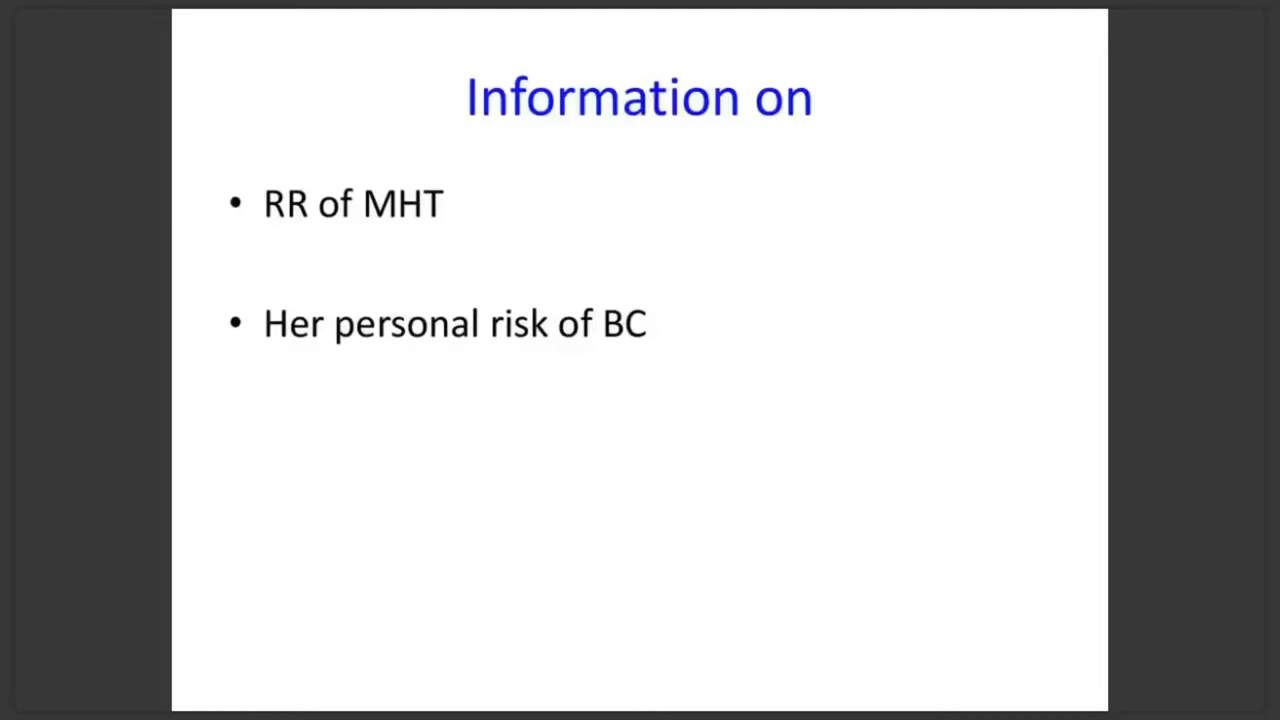 Information on
• RR of MHT
• Her personal risk of BC